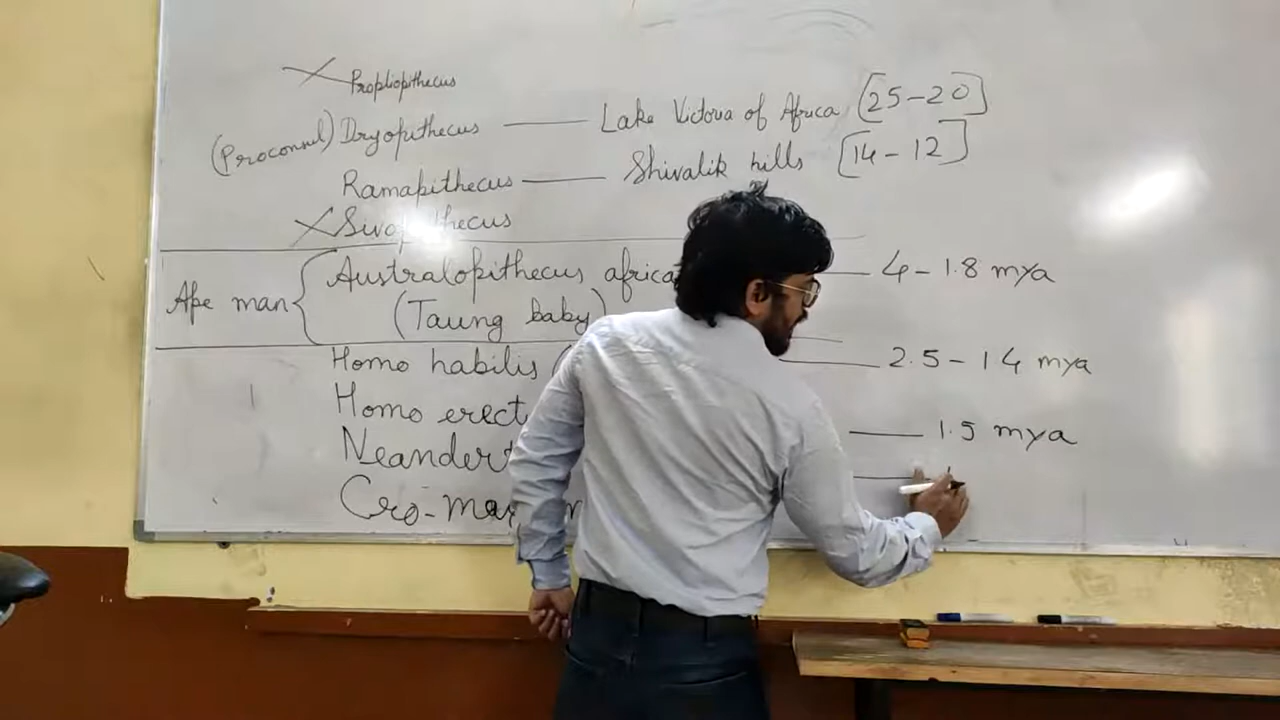 Propliopithecus
(Proconsul) Dryopithecus — Lake Victoria of Africa [25-20]
Ramapithecus — Shivalik hills [14-12]
Sivapithecus
Ape man { Australopithecus africa — 4-1.8 mya
(Taung baby)
Homo habilis ( — 2.5-1.4 mya
Homo erect — 1.5 mya
Neandert —
Cro-ma